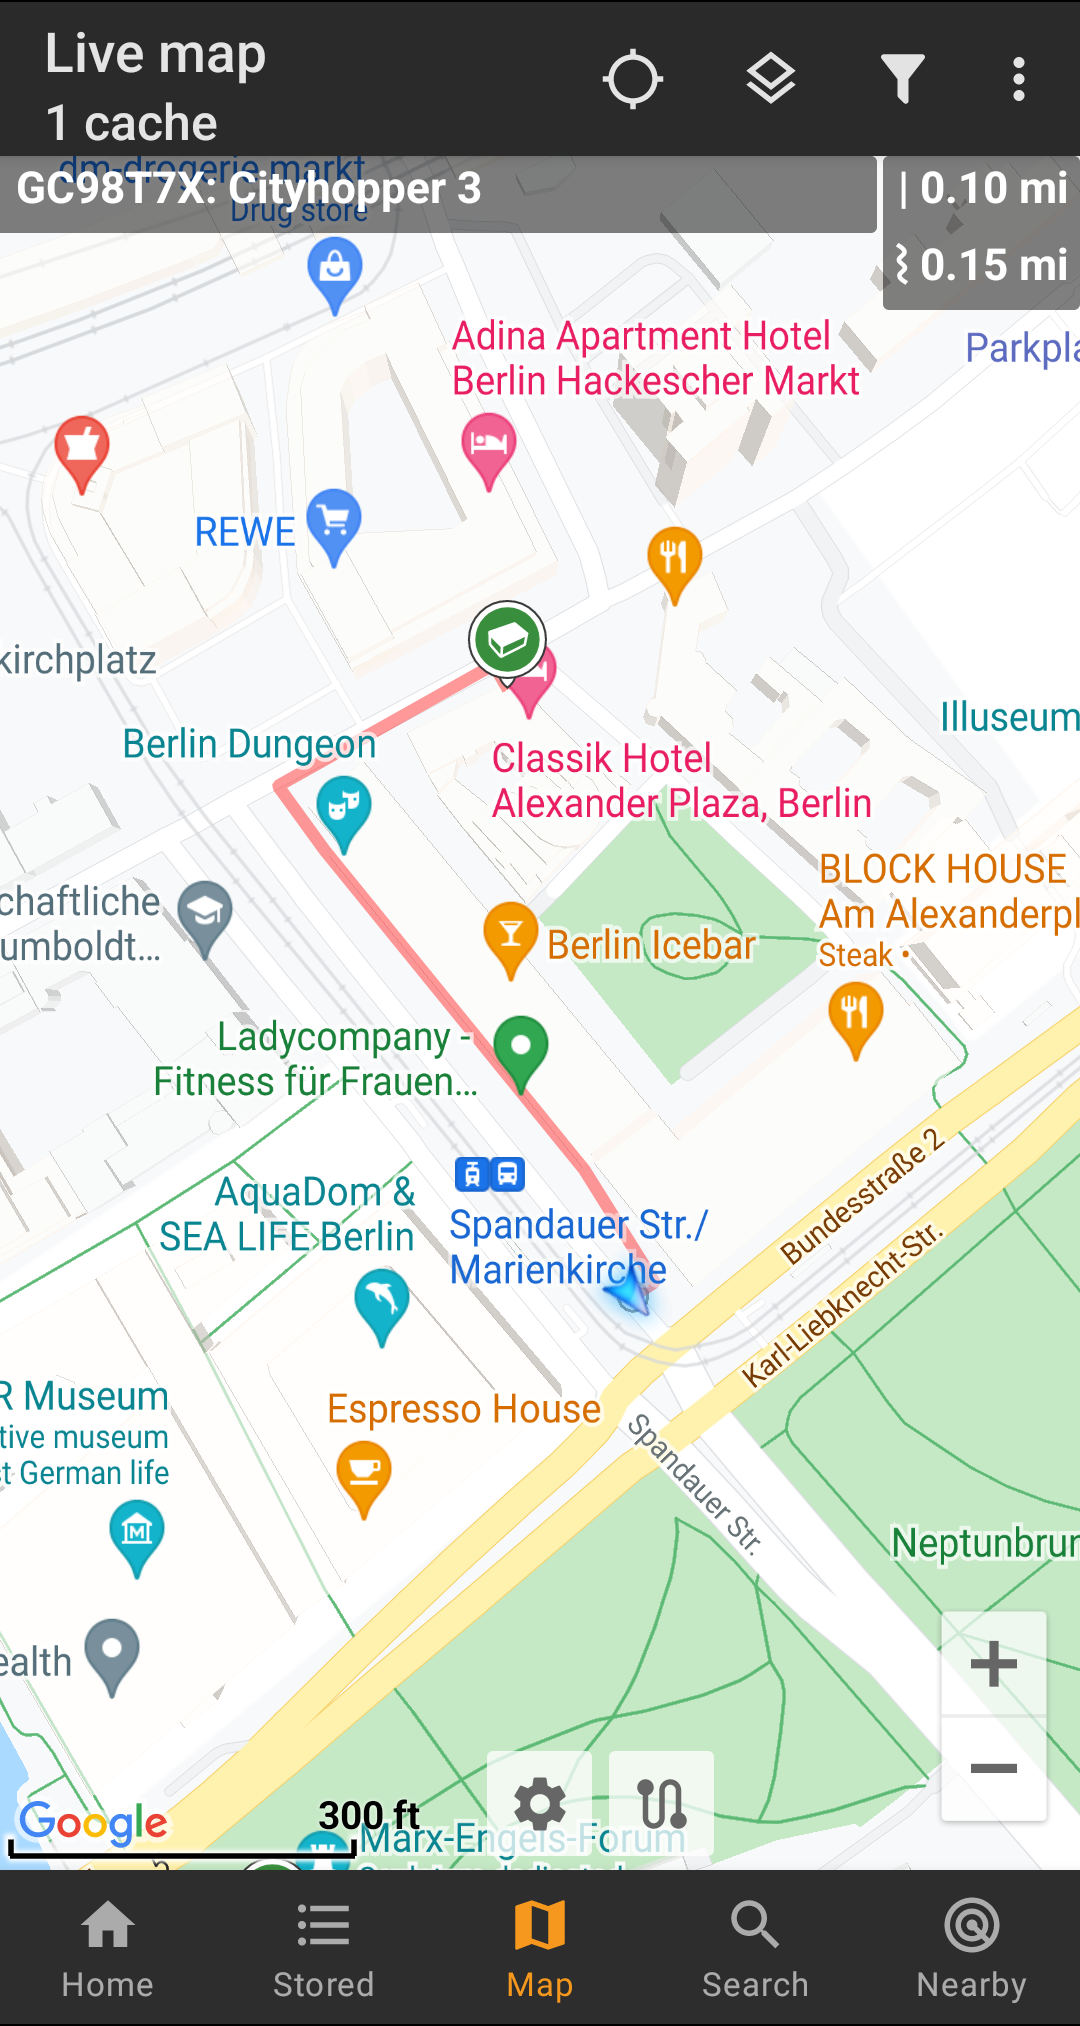 Live map
1 cache
dm-drogerie markt
GC98T7X: Cityhopper 3
Drug store
0.10 mi
0.15 mi
Adina Apartment Hotel
Berlin Hackescher Markt
Parkpla
REWE
kirchplatz
Berlin Dungeon
Illuseum
Classik Hotel
Alexander Plaza, Berlin
BLOCK HOUSE
Am Alexanderpl
Steak •
chaftliche
umboldt...
Berlin Icebar
Ladycompany -
Fitness für Frauen...
Bundesstraße 2
AquaDom &
SEA LIFE Berlin
Spandauer Str./
Marienkirche
Karl-Liebknecht-Str.
R Museum
tive museum
st German life
Espresso House
Spandauer Str.
Neptunbrun
ealth
Google
300 ft
Marx-Engels-Forum
Home
Stored
Map
Search
Nearby